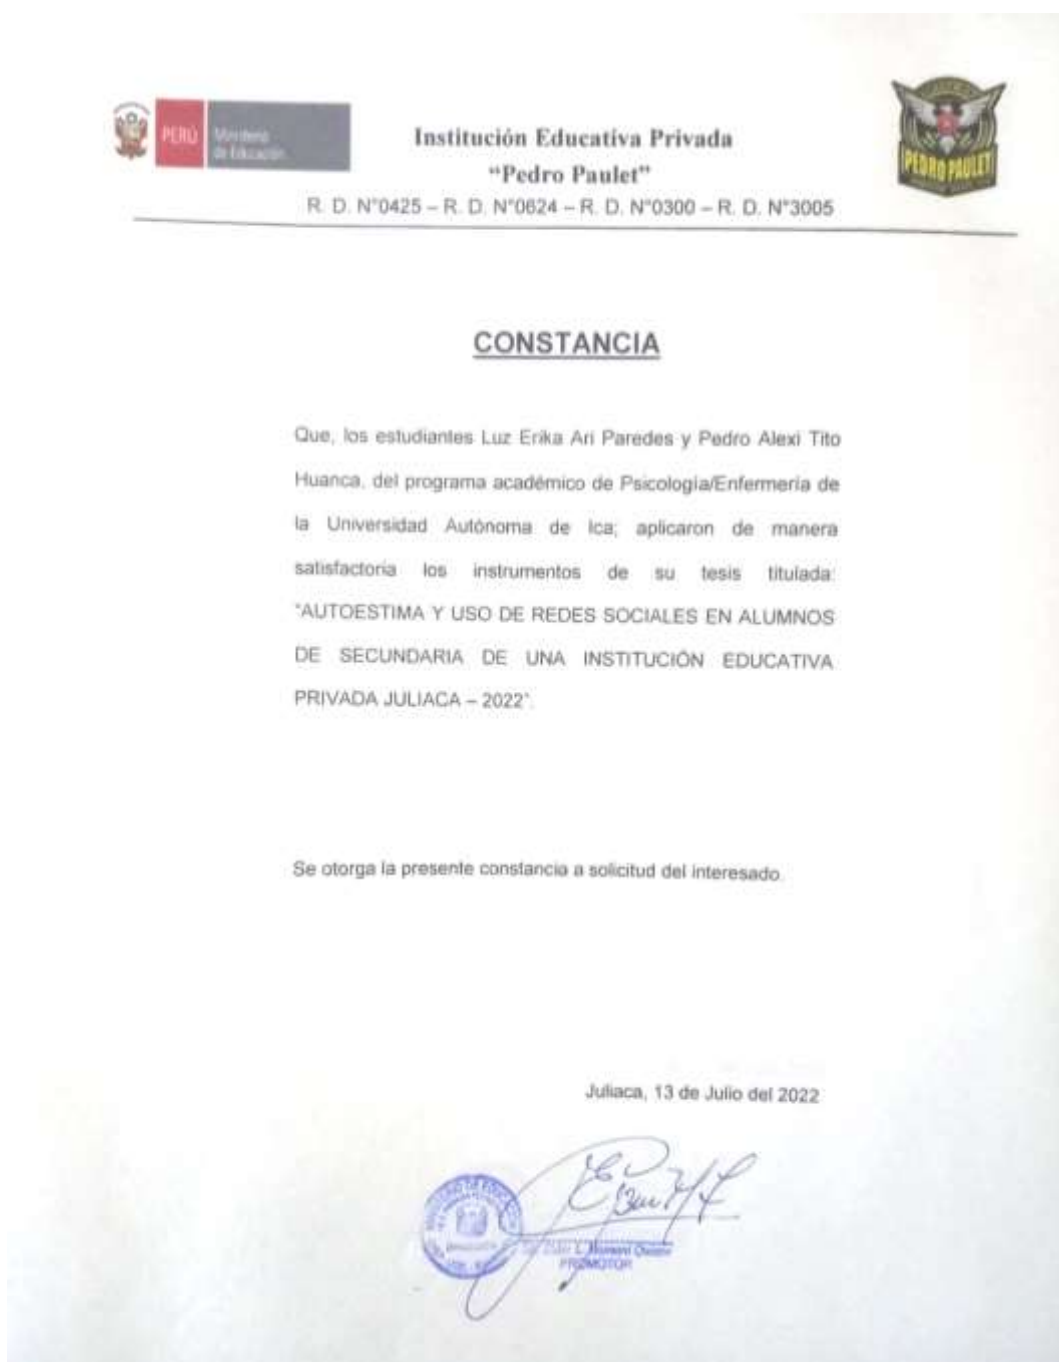 PERÚ
Ministerio
de Educación
Institución Educativa Privada
“Pedro Paulet”
R. D. N°0425 – R. D. N°0624 – R. D. N°0300 – R. D. N°3005
PEDRO PAULET
CONSTANCIA
Que, los estudiantes Luz Erika Ari Paredes y Pedro Alexi Tito
Huanca, del programa académico de Psicología/Enfermería de
la Universidad Autónoma de Ica; aplicaron de manera
satisfactoria los instrumentos de su tesis titulada:
“AUTOESTIMA Y USO DE REDES SOCIALES EN ALUMNOS
DE SECUNDARIA DE UNA INSTITUCIÓN EDUCATIVA
PRIVADA JULIACA – 2022”.
Se otorga la presente constancia a solicitud del interesado.
Juliaca, 13 de Julio del 2022
PROMOTOR